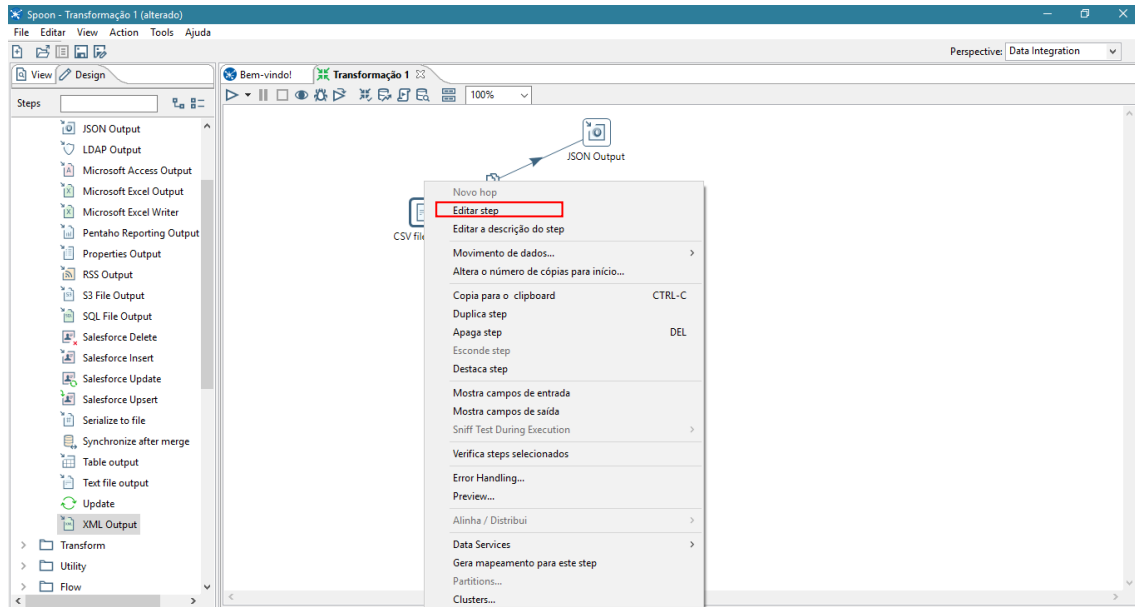 Spoon - Transformação 1 (alterado)
File Editar View Action Tools Ajuda
Perspective: Data Integration
View Design
Bem-vindo! Transformação 1
Steps
100%
JSON Output
LDAP Output
Microsoft Access Output
Microsoft Excel Output
Microsoft Excel Writer
Pentaho Reporting Output
Properties Output
RSS Output
S3 File Output
SQL File Output
Salesforce Delete
Salesforce Insert
Salesforce Update
Salesforce Upsert
Serialize to file
Synchronize after merge
Table output
Text file output
Update
XML Output
Transform
Utility
Flow
JSON Output
CSV file
Novo hop
Editar step
Editar a descrição do step
Movimento de dados...
Altera o número de cópias para início...
Copia para o clipboard CTRL-C
Duplica step
Apaga step DEL
Esconde step
Destaca step
Mostra campos de entrada
Mostra campos de saída
Sniff Test During Execution
Verifica steps selecionados
Error Handling...
Preview...
Alinha / Distribui
Data Services
Gera mapeamento para este step
Partitions...
Clusters...